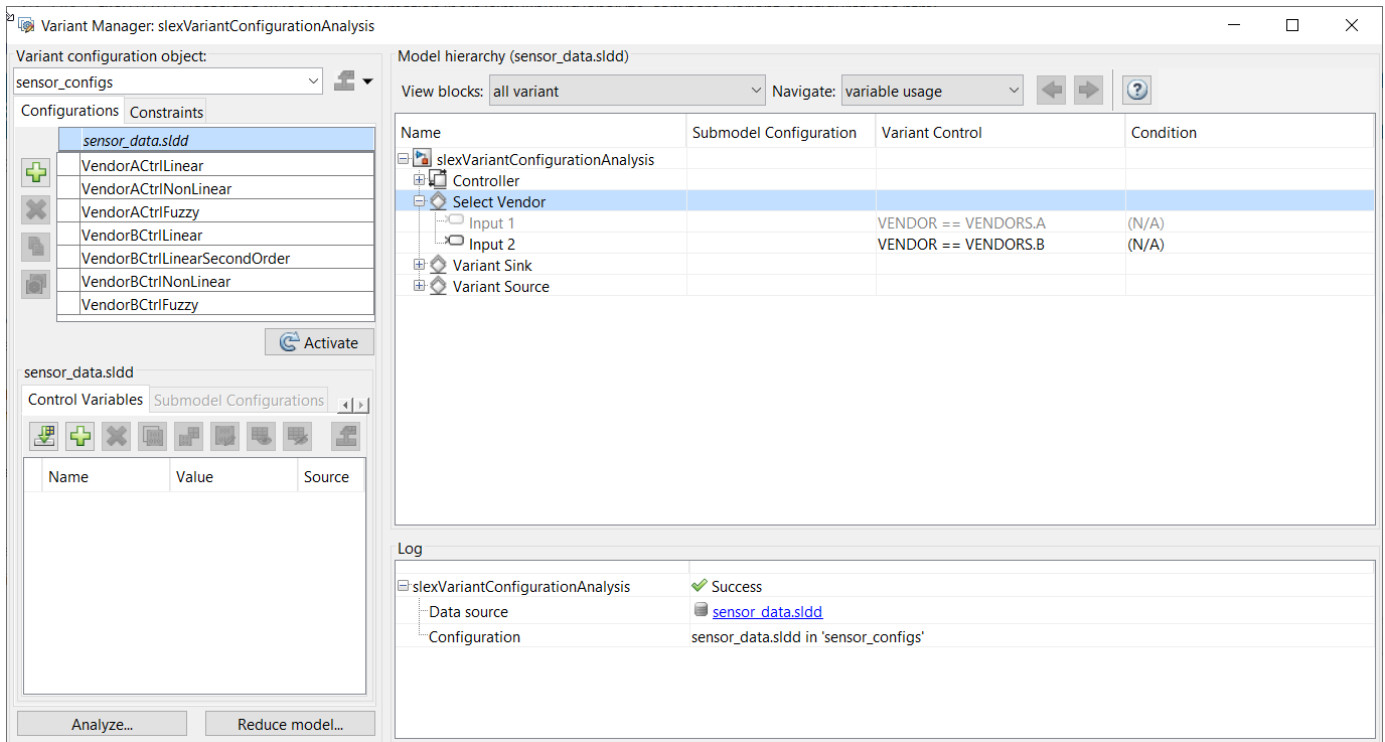 Variant Manager: slexVariantConfigurationAnalysis
Variant configuration object:
sensor_configs
Configurations Constraints
sensor_data.sldd
VendorACtrlLinear
VendorACtrlNonLinear
VendorACtrlFuzzy
VendorBCtrlLinear
VendorBCtrlLinearSecondOrder
VendorBCtrlNonLinear
VendorBCtrlFuzzy
Activate
sensor_data.sldd
Control Variables Submodel Configurations
Name Value Source
Analyze... Reduce model...
Model hierarchy (sensor_data.sldd)
View blocks: all variant Navigate: variable usage
Name Submodel Configuration Variant Control Condition
slexVariantConfigurationAnalysis
Controller
Select Vendor
Input 1 VENDOR == VENDORS.A (N/A)
Input 2 VENDOR == VENDORS.B (N/A)
Variant Sink
Variant Source
Log
slexVariantConfigurationAnalysis Success
Data source sensor_data.sldd
Configuration sensor_data.sldd in 'sensor_configs'